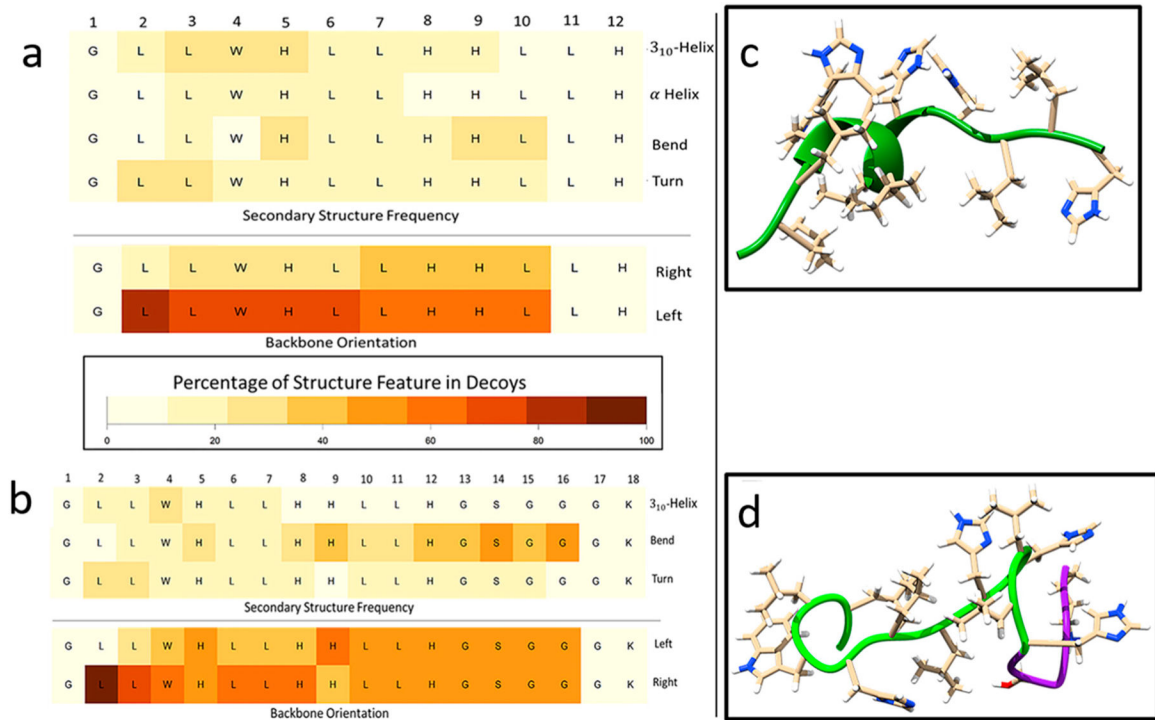 a
1 2 3 4 5 6 7 8 9 10 11 12
G L L W H L L H H L L H 3₁₀-Helix
G L L W H L L H H L L H α Helix
G L L W H L L H H L L H Bend
G L L W H L L H H L L H Turn
Secondary Structure Frequency
G L L W H L L H H L L H Right
G L L W H L L H H L L H Left
Backbone Orientation
Percentage of Structure Feature in Decoys
0 20 40 60 80 100
b
1 2 3 4 5 6 7 8 9 10 11 12 13 14 15 16 17 18
G L L W H L L H H L L H G S G G G K 3₁₀-Helix
G L L W H L L H H L L H G S G G G K Bend
G L L W H L L H H L L H G S G G G K Turn
Secondary Structure Frequency
G L L W H L L H H L L H G S G G G K Left
G L L W H L L H H L L H G S G G G K Right
Backbone Orientation
c
d